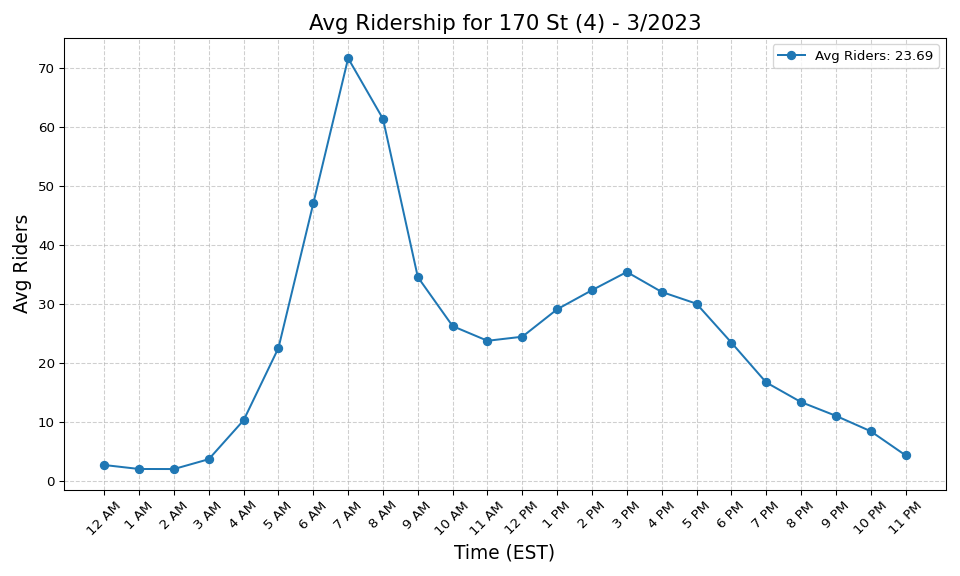 Avg Ridership for 170 St (4) - 3/2023
Avg Riders: 23.69
Avg Riders
70
60
50
40
30
20
10
0
12 AM
1 AM
2 AM
3 AM
4 AM
5 AM
6 AM
7 AM
8 AM
9 AM
10 AM
11 AM
12 PM
1 PM
2 PM
3 PM
4 PM
5 PM
6 PM
7 PM
8 PM
9 PM
10 PM
11 PM
Time (EST)